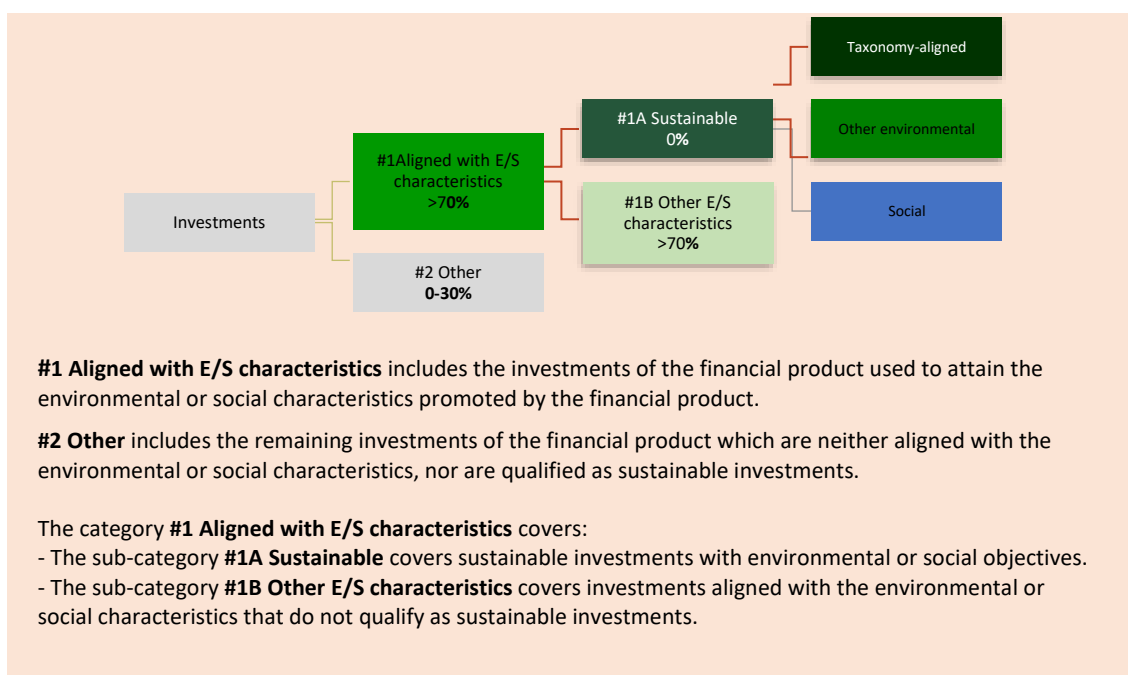 Taxonomy-aligned
#1A Sustainable
0%
Other environmental
#1Aligned with E/S
characteristics
>70%
#1B Other E/S
characteristics
>70%
Social
Investments
#2 Other
0-30%
#1 Aligned with E/S characteristics includes the investments of the financial product used to attain the
environmental or social characteristics promoted by the financial product.
#2 Other includes the remaining investments of the financial product which are neither aligned with the
environmental or social characteristics, nor are qualified as sustainable investments.
The category #1 Aligned with E/S characteristics covers:
- The sub-category #1A Sustainable covers sustainable investments with environmental or social objectives.
- The sub-category #1B Other E/S characteristics covers investments aligned with the environmental or
social characteristics that do not qualify as sustainable investments.